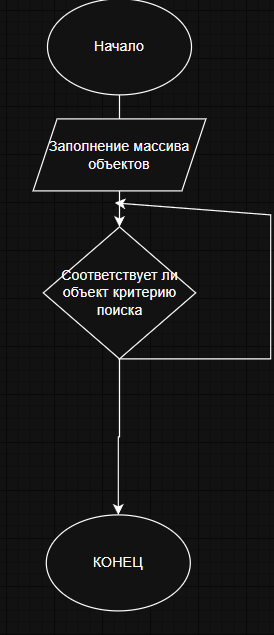 Начало
Заполнение массива
объектов
Соответствует ли
объект критерию
поиска
КОНЕЦ